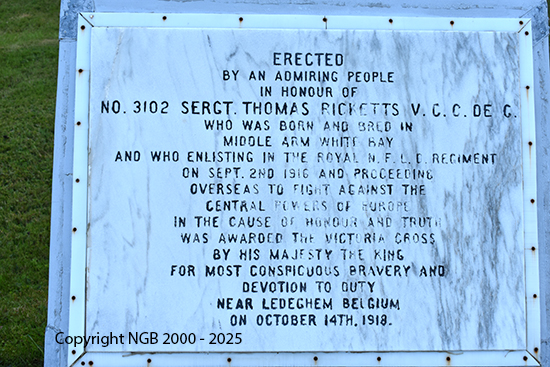 ERECTED
BY AN ADMIRING PEOPLE
IN HONOUR OF
NO. 3102 SERGT. THOMAS RICKETTS V. C. C. DE G.
WHO WAS BORN AND BRED IN
MIDDLE ARM WHITE BAY
AND WHO ENLISTING IN THE ROYAL N. F. L. D. REGIMENT
ON SEPT. 2ND 1916 AND PROCEEDING
OVERSEAS TO FIGHT AGAINST THE
CENTRAL POWERS OF EUROPE
IN THE CAUSE OF HONOUR AND TRUTH
WAS AWARDED THE VICTORIA CROSS
BY HIS MAJESTY THE KING
FOR MOST CONSPICUOUS BRAVERY AND
DEVOTION TO DUTY
NEAR LEDEGHEM BELGIUM
ON OCTOBER 14TH, 1918.
Copyright NGB 2000 - 2025